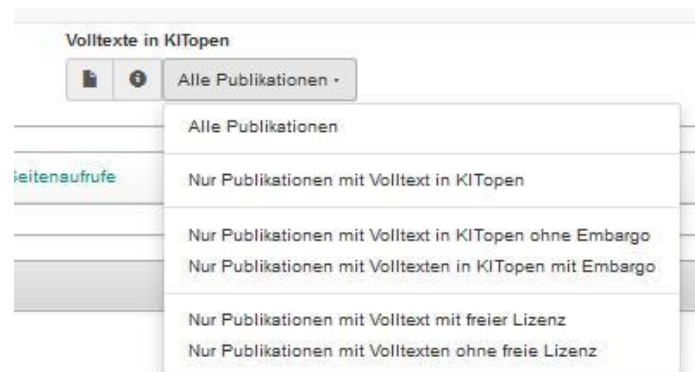 Volltexte in KITopen
Alle Publikationen
Alle Publikationen
Seitenaufrufe
Nur Publikationen mit Volltext in KITopen
Nur Publikationen mit Volltext in KITopen ohne Embargo
Nur Publikationen mit Volltexten in KITopen mit Embargo
Nur Publikationen mit Volltext mit freier Lizenz
Nur Publikationen mit Volltexten ohne freie Lizenz